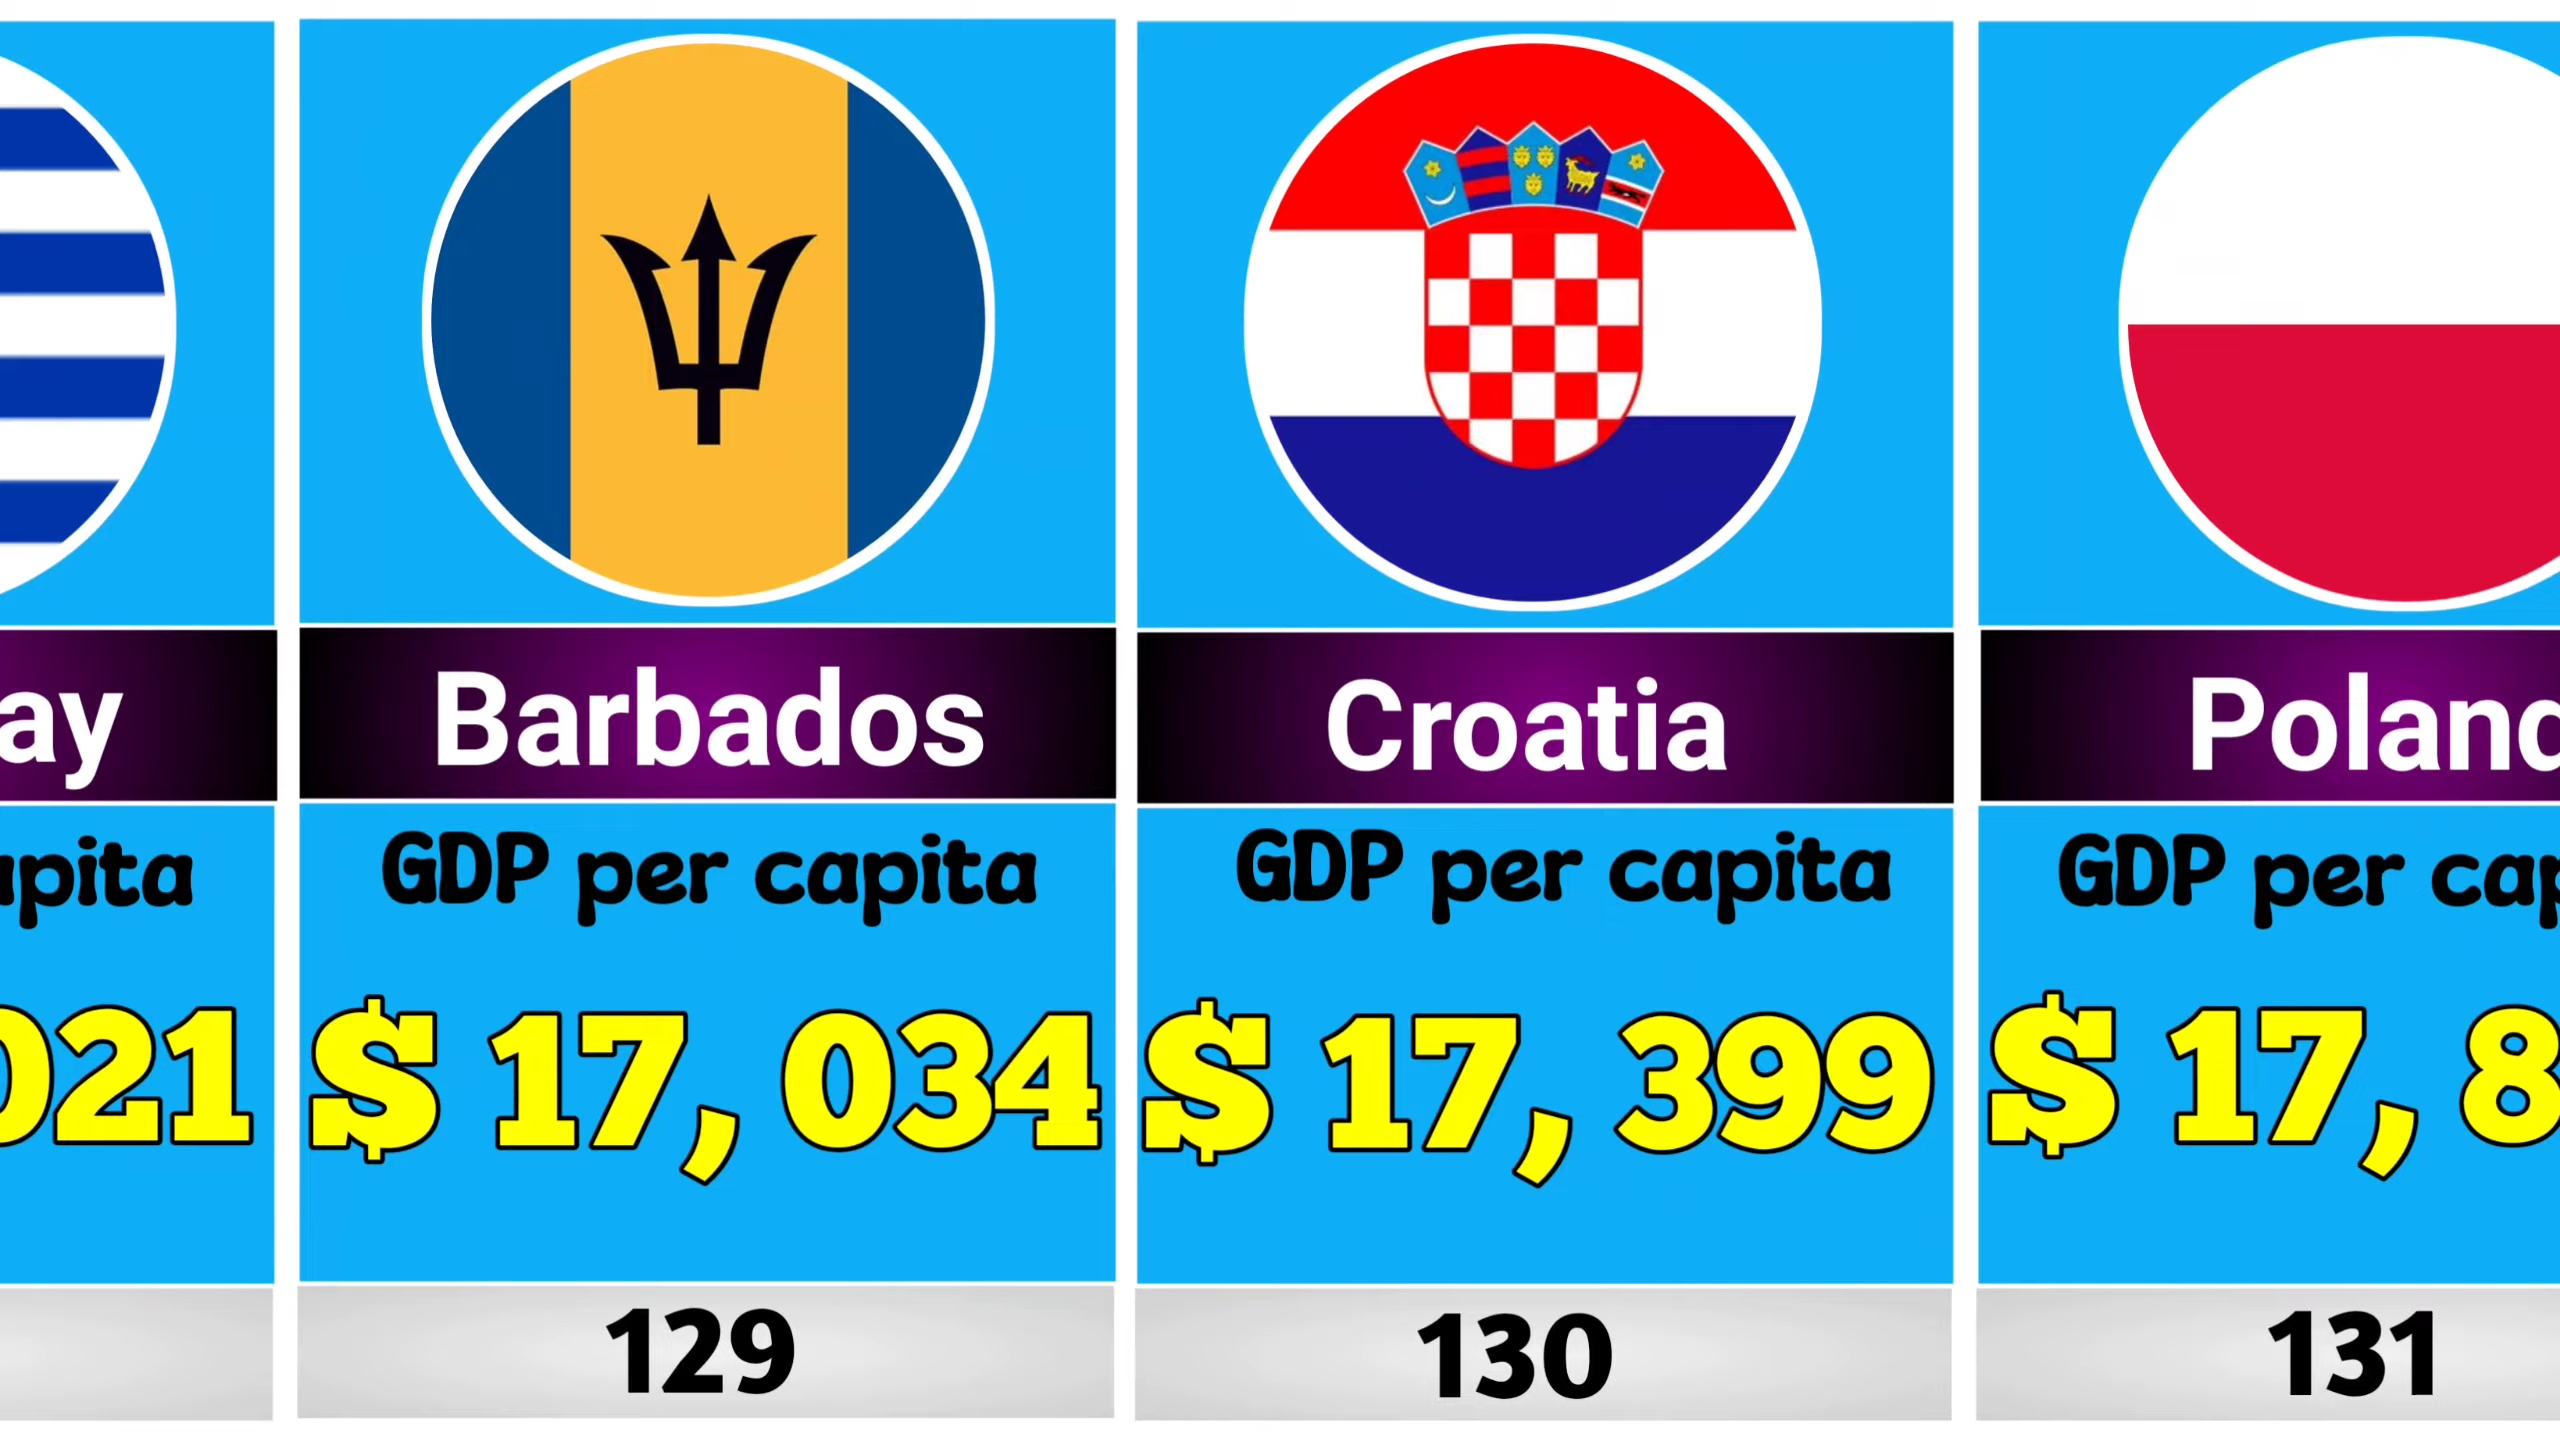 ay
Barbados
Croatia
Polan
apita
GDP per capita
GDP per capita
GDP per cap
021
$ 17, 034
$ 17, 399
$ 17, 8
129
130
131